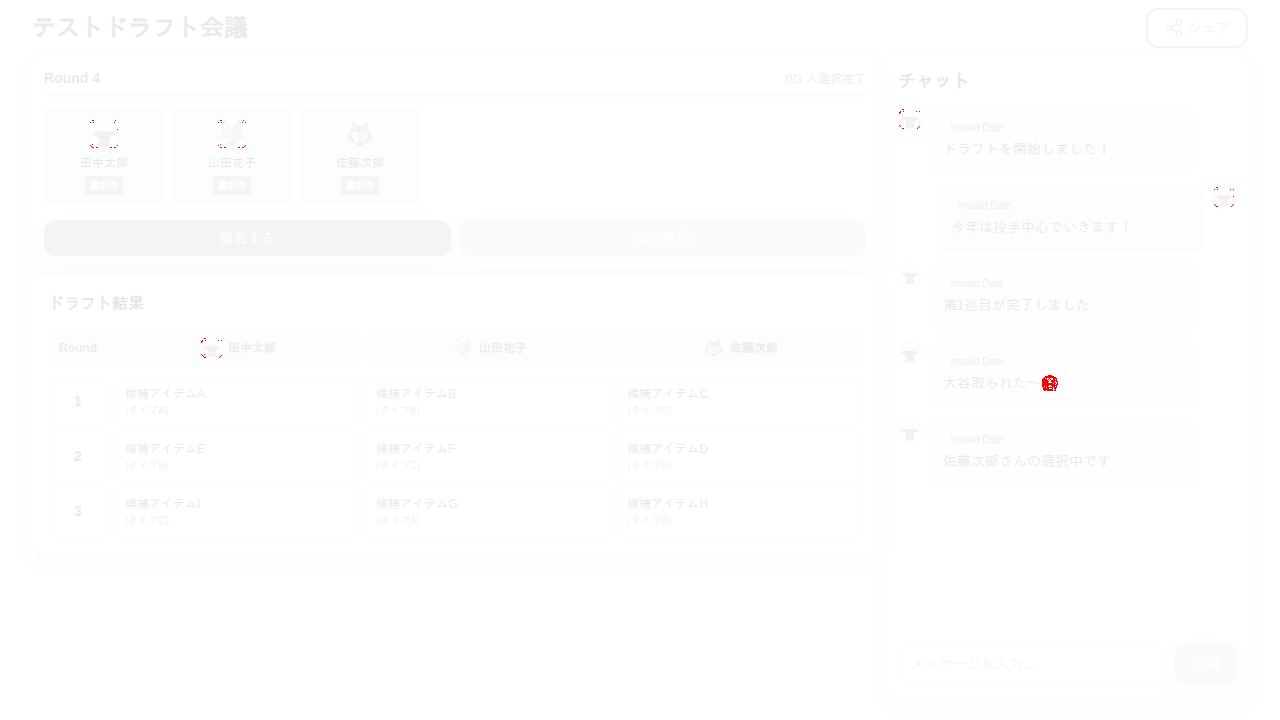 テストドラフト会議
シェア
Round 4
0/3 人選択完了
田中太郎
選択中
山田花子
選択中
佐藤次郎
選択中
指名する
ドラフト結果
Round
田中太郎
山田花子
佐藤次郎
1
候補アイテムA
(タイプA)
候補アイテムB
(タイプB)
候補アイテムC
(タイプC)
2
候補アイテムE
(タイプB)
候補アイテムF
(タイプC)
候補アイテムD
(タイプA)
3
候補アイテムI
(タイプC)
候補アイテムG
(タイプA)
候補アイテムH
(タイプB)
チャット
Invalid Date
ドラフトを開始しました！
Invalid Date
今年は投手中心でいきます！
Invalid Date
第1巡目が完了しました
Invalid Date
大谷取られた〜
Invalid Date
佐藤次郎さんの選択中です
メッセージを入力...
送信